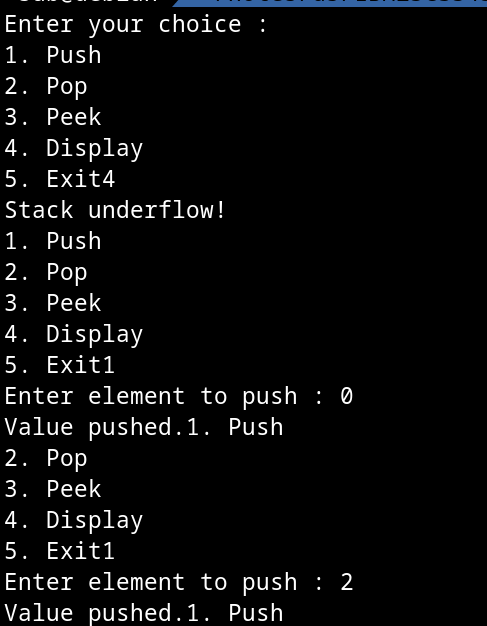 Enter your choice :
1. Push
2. Pop
3. Peek
4. Display
5. Exit4
Stack underflow!
1. Push
2. Pop
3. Peek
4. Display
5. Exit1
Enter element to push : 0
Value pushed.1. Push
2. Pop
3. Peek
4. Display
5. Exit1
Enter element to push : 2
Value pushed.1. Push